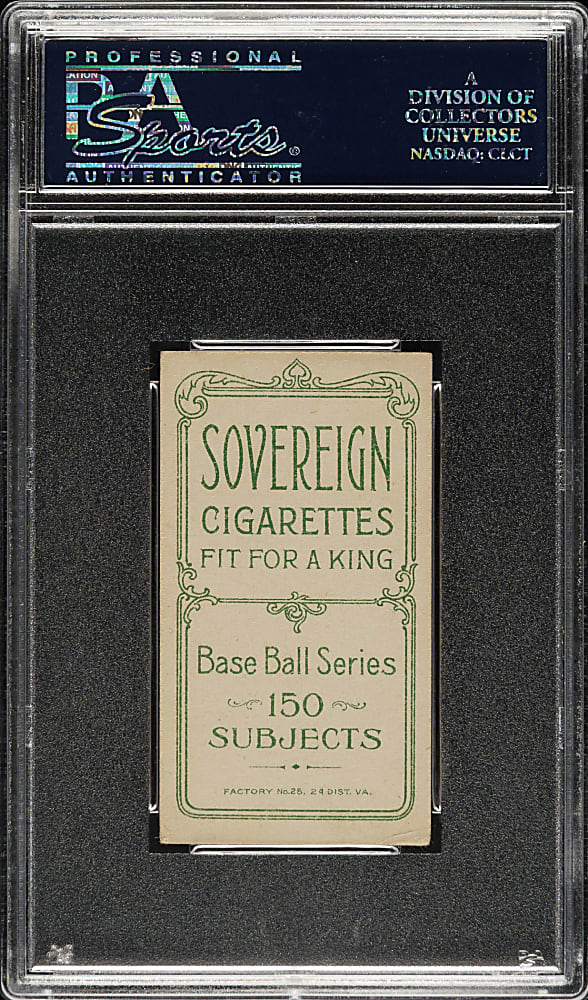 PROFESSIONAL
PSA
Sports®
AUTHENTICATOR
A
DIVISION OF
COLLECTORS
UNIVERSE
NASDAQ: CLCT
SOVEREIGN
CIGARETTES
FIT FOR A KING
Base Ball Series
150
SUBJECTS
FACTORY No. 25, 2d DIST. VA.